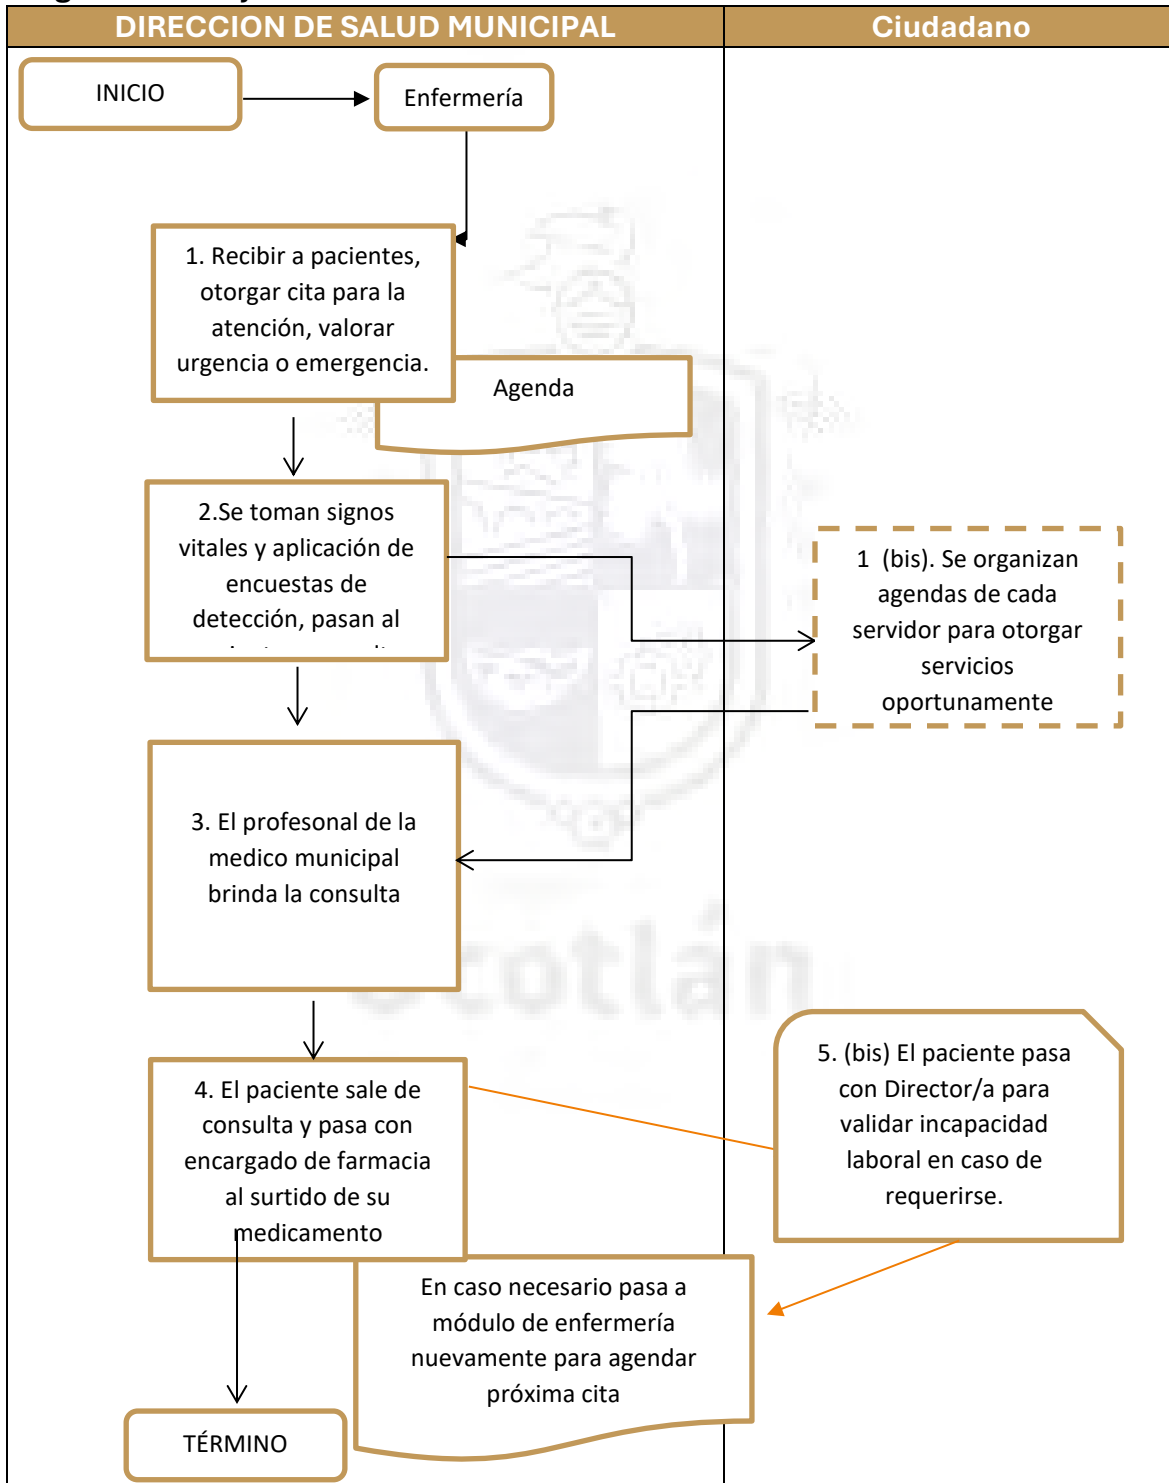 DIRECCION DE SALUD MUNICIPAL
Ciudadano
INICIO
Enfermería
1. Recibir a pacientes,
otorgar cita para la
atención, valorar
urgencia o emergencia.
Agenda
2.Se toman signos
vitales y aplicación de
encuestas de
detección, pasan al
1 (bis). Se organizan
agendas de cada
servidor para otorgar
servicios
oportunamente
3. El profesonal de la
medico municipal
brinda la consulta
Ocotlán
4. El paciente sale de
consulta y pasa con
encargado de farmacia
al surtido de su
medicamento
5. (bis) El paciente pasa
con Director/a para
validar incapacidad
laboral en caso de
requerirse.
En caso necesario pasa a
módulo de enfermería
nuevamente para agendar
próxima cita
TÉRMINO